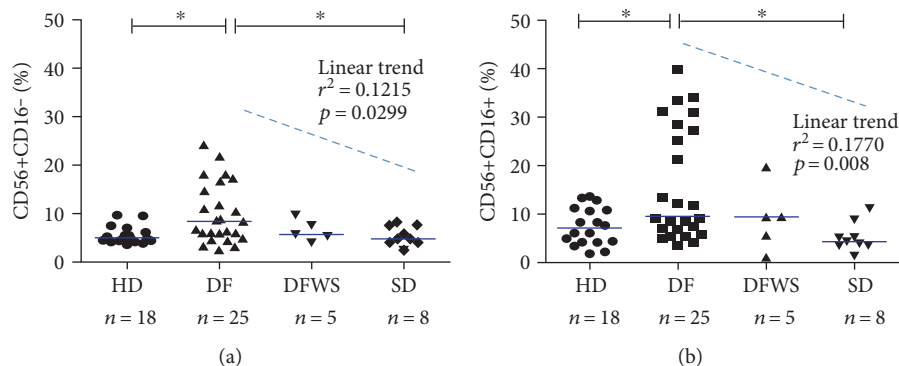 50
40
30
20
10
0
CD56+CD16- (%)
*
*
Linear trend
r² = 0.1215
p = 0.0299
HD DF DFWS SD
n = 18 n = 25 n = 5 n = 8
(a)
50
40
30
20
10
0
CD56+CD16+ (%)
*
*
Linear trend
r² = 0.1770
p = 0.008
HD DF DFWS SD
n = 18 n = 25 n = 5 n = 8
(b)